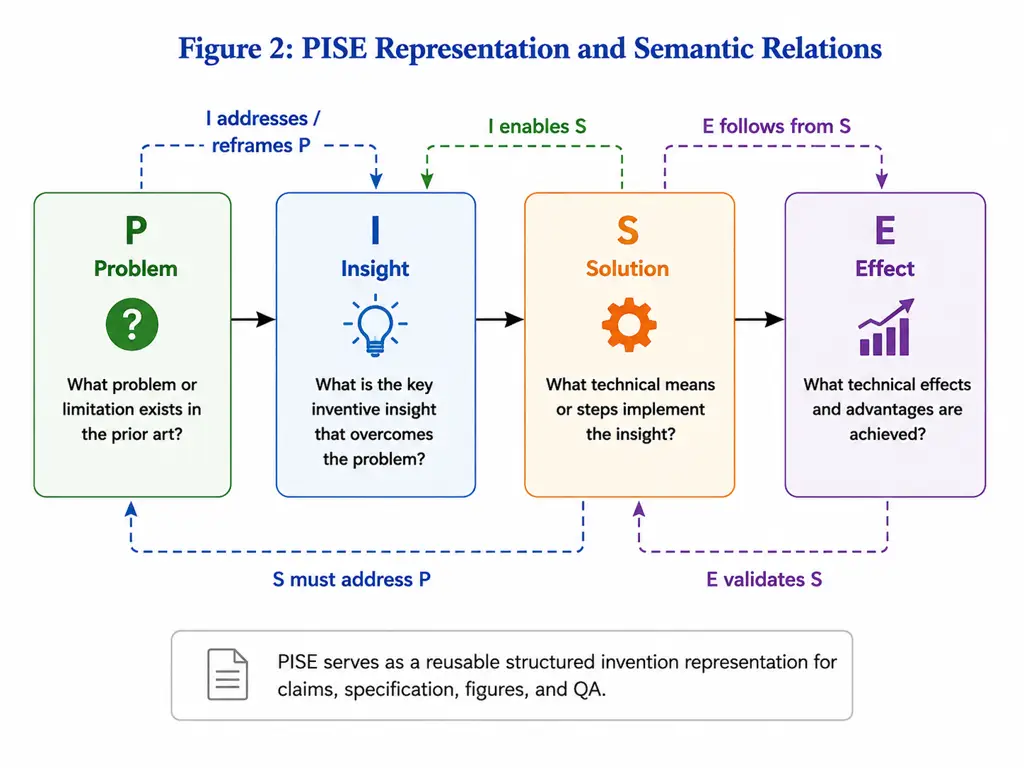 Figure 2: PISE Representation and Semantic Relations
I addresses /
reframes P
I enables S
E follows from S
P
Problem
?
What problem or
limitation exists in
the prior art?
I
Insight
What is the key
inventive insight
that overcomes
the problem?
S
Solution
What technical means
or steps implement
the insight?
E
Effect
What technical effects
and advantages are
achieved?
S must address P
E validates S
PISE serves as a reusable structured invention representation for
claims, specification, figures, and QA.